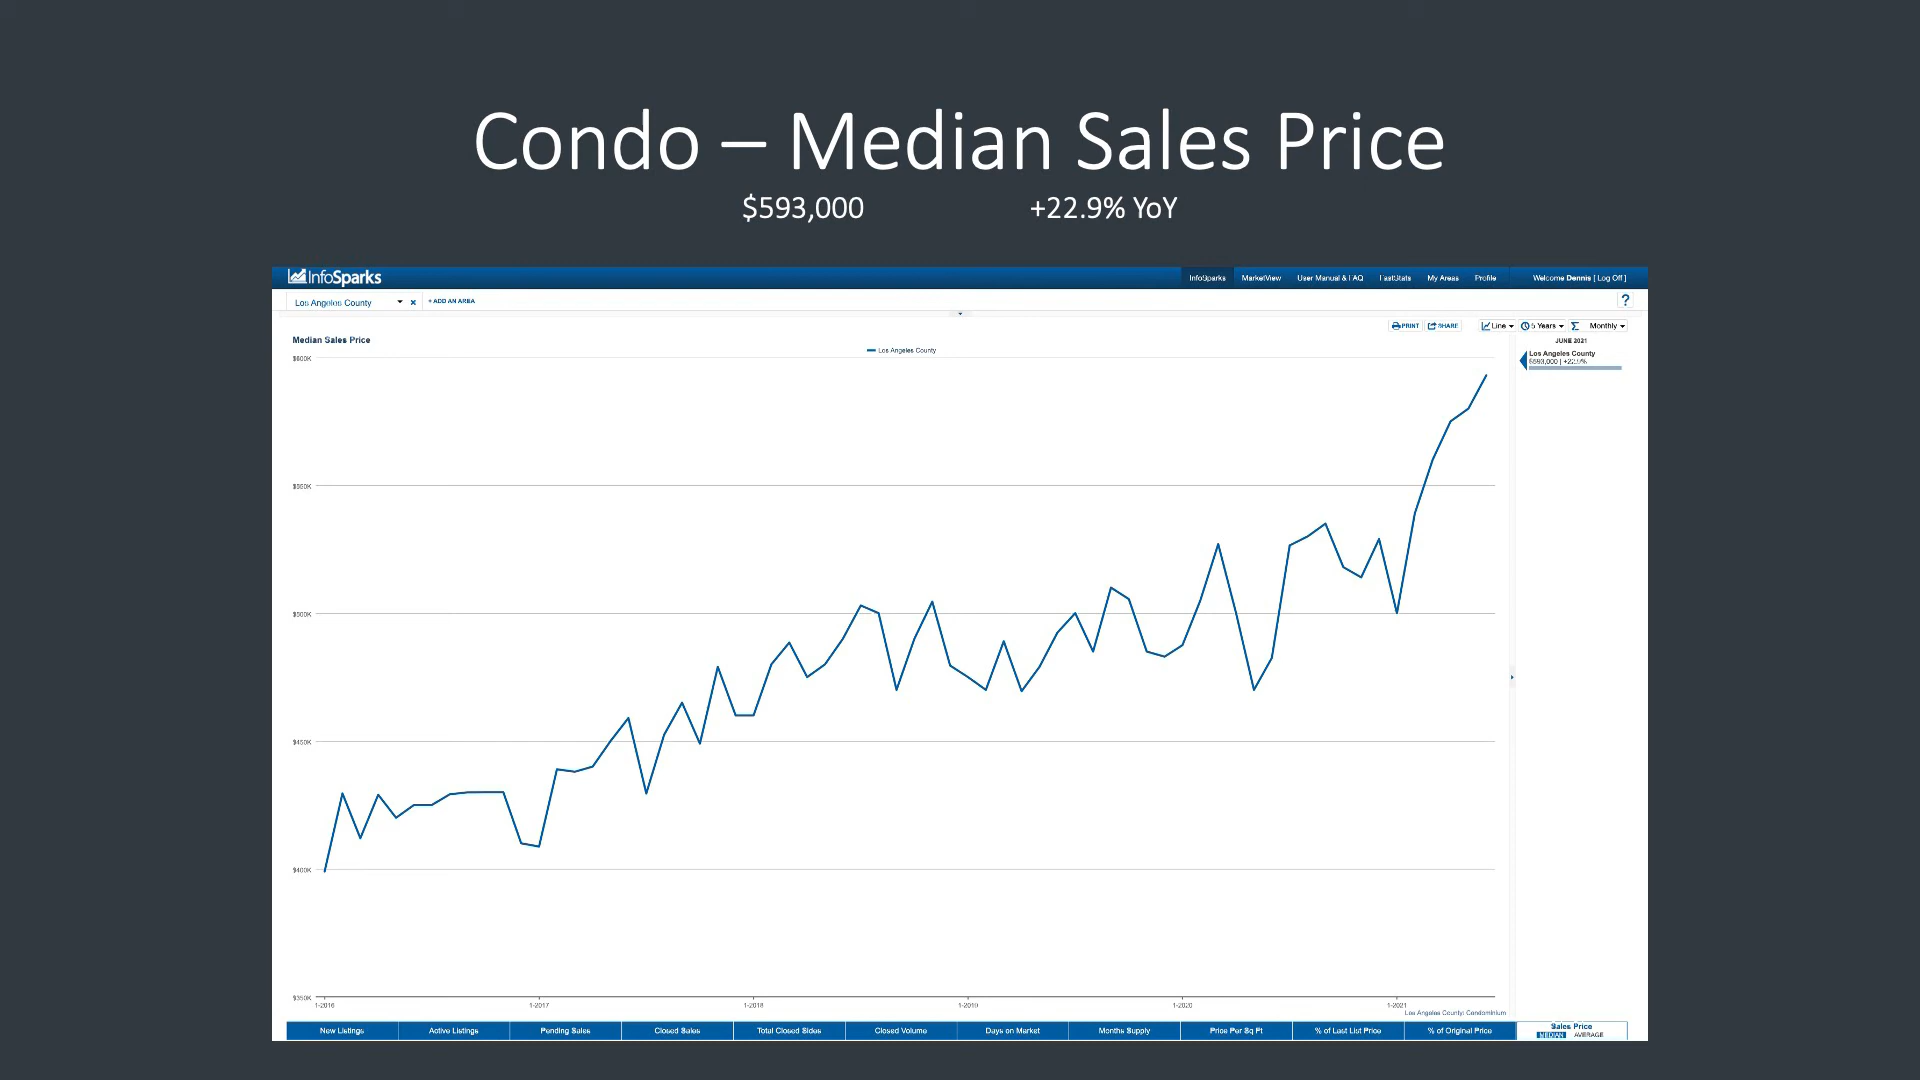 Condo – Median Sales Price
$593,000 +22.9% YoY
InfoSparks
InfoSparks MarketView User Manual & FAQ FastStats My Areas Profile Welcome Dennis [ Log Off ]
Los Angeles County + ADD AN AREA ?
PRINT SHARE Line 5 Years Monthly
Median Sales Price
Los Angeles County
JUNE 2021
Los Angeles County
$593,000 | +22.9%
$600K
$550K
$500K
$450K
$400K
$350K
1-2016 1-2017 1-2018 1-2019 1-2020 1-2021
Los Angeles County: Condominium
New Listings Active Listings Pending Sales Closed Sales Total Closed Sides Closed Volume Days on Market Months Supply Price Per Sq Ft % of Last List Price % of Original Price Sales Price
MEDIAN AVERAGE